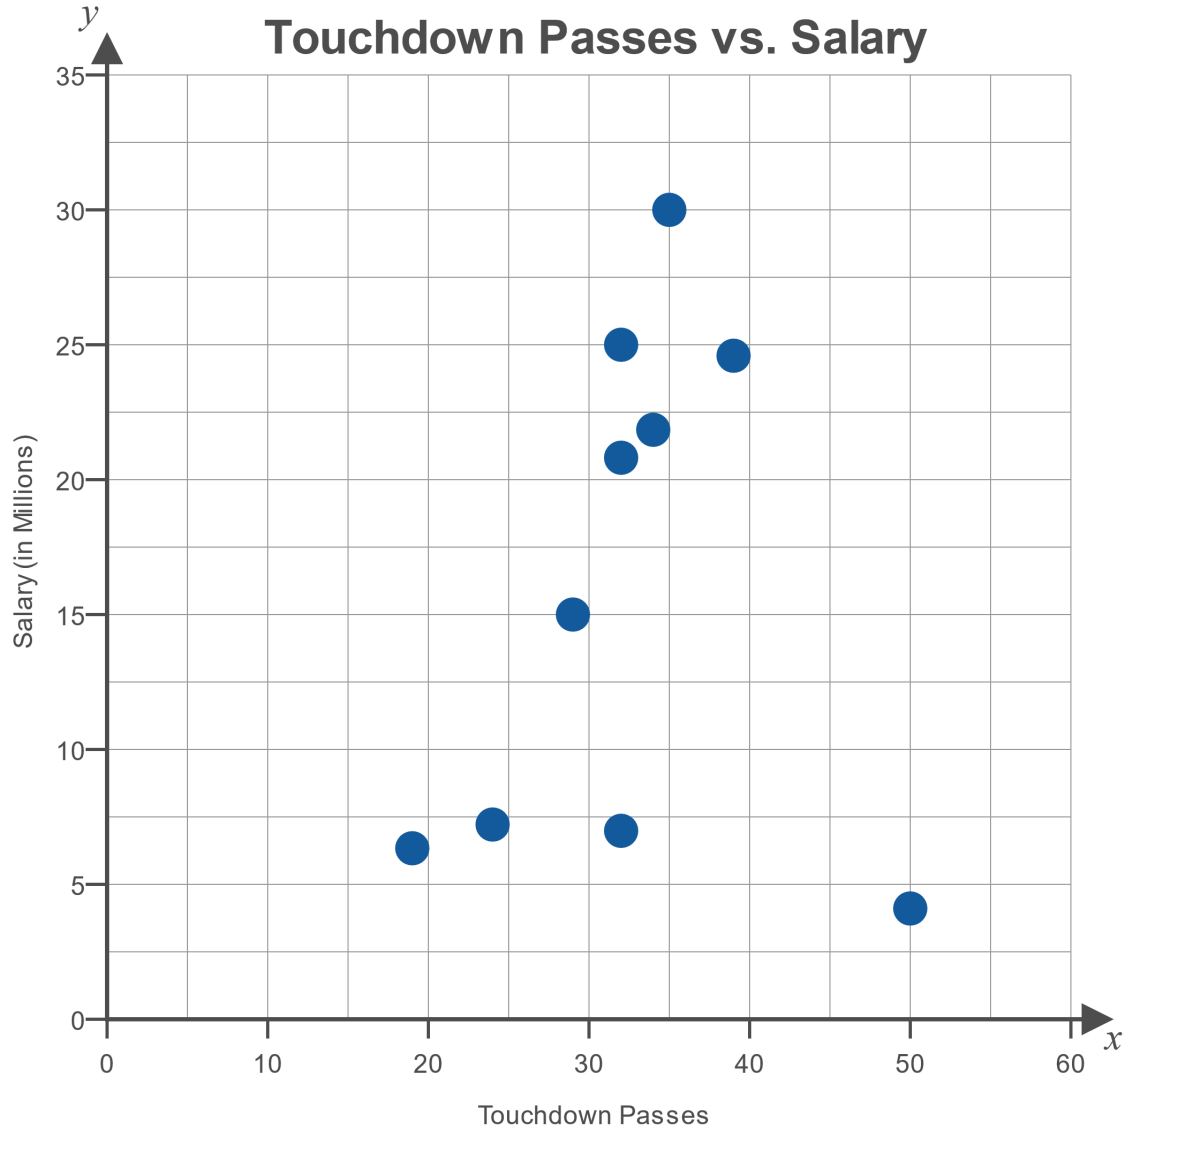 y
Touchdown Passes vs. Salary
35
30
25
20
15
10
5
0
Salary (in Millions)
0 10 20 30 40 50 60
x
Touchdown Passes